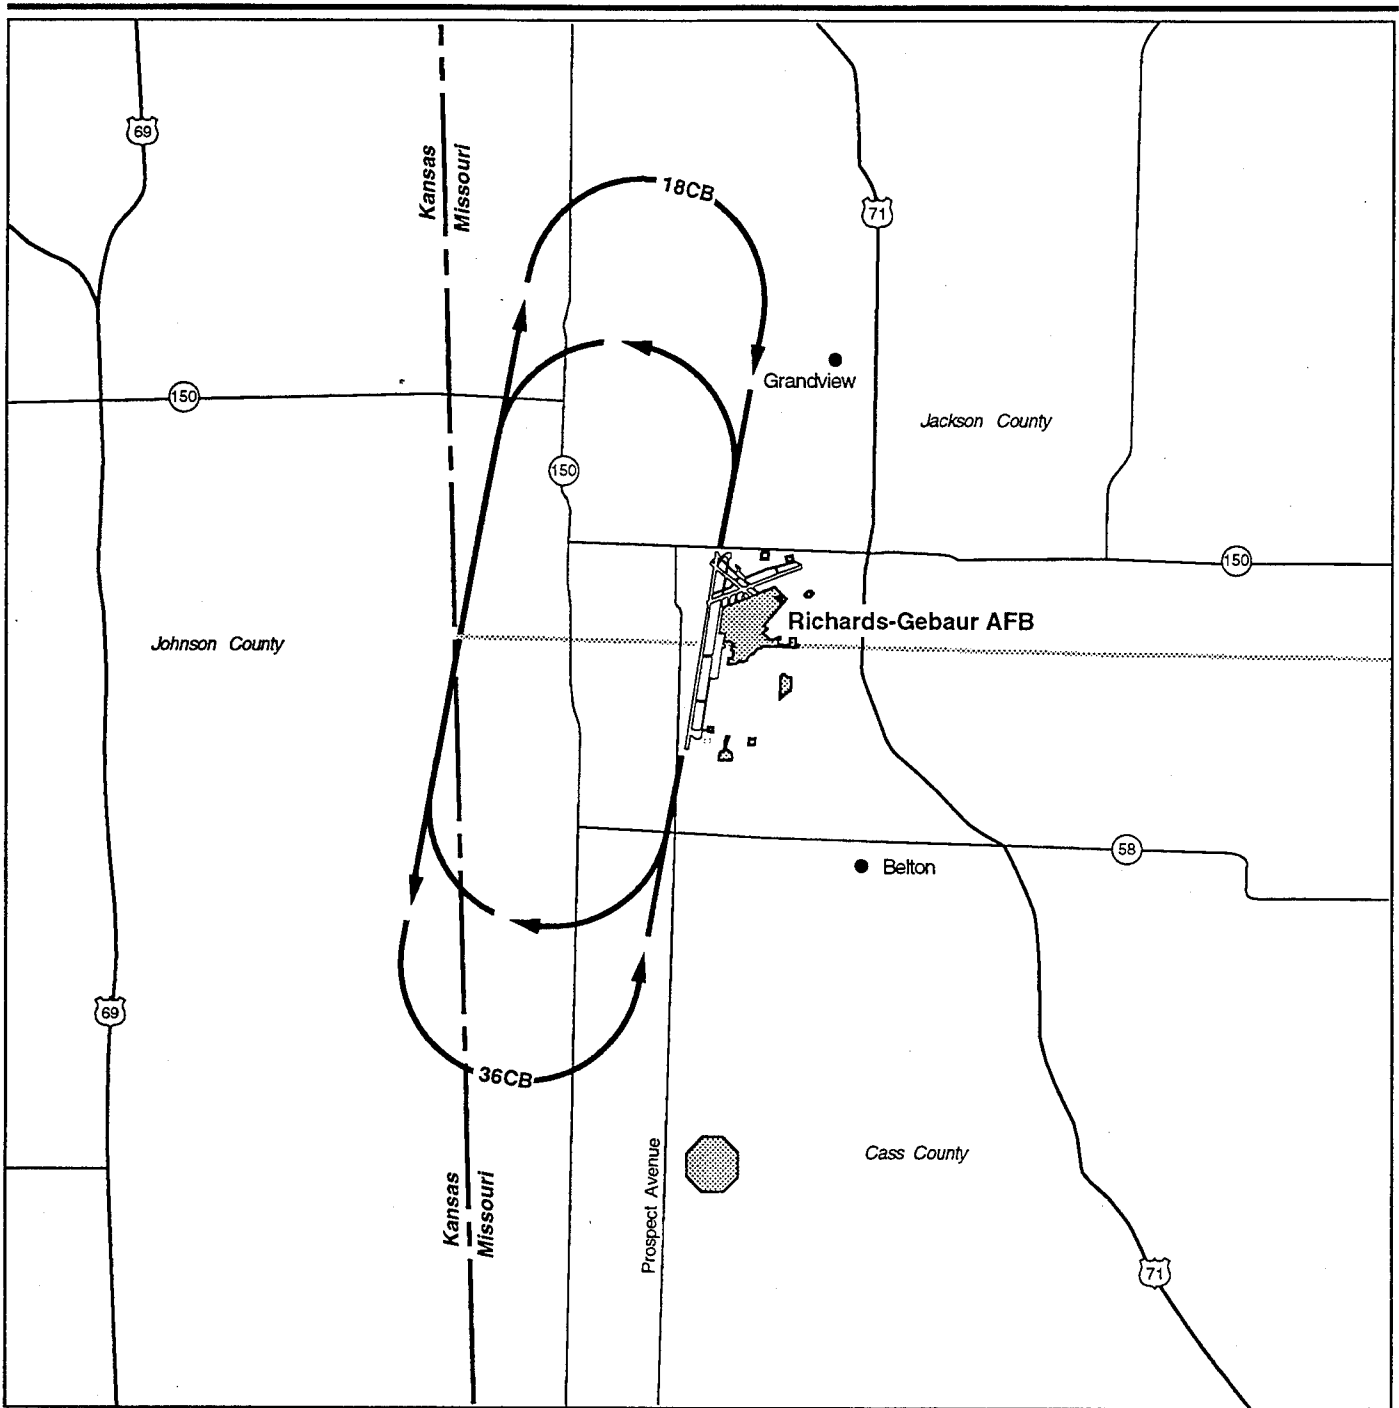 69
Kansas
Missouri
18CB
71
Grandview
150
Jackson County
150
150
Richards-Gebaur AFB
Johnson County
58
Belton
69
36CB
Prospect Avenue
Cass County
Kansas
Missouri
71